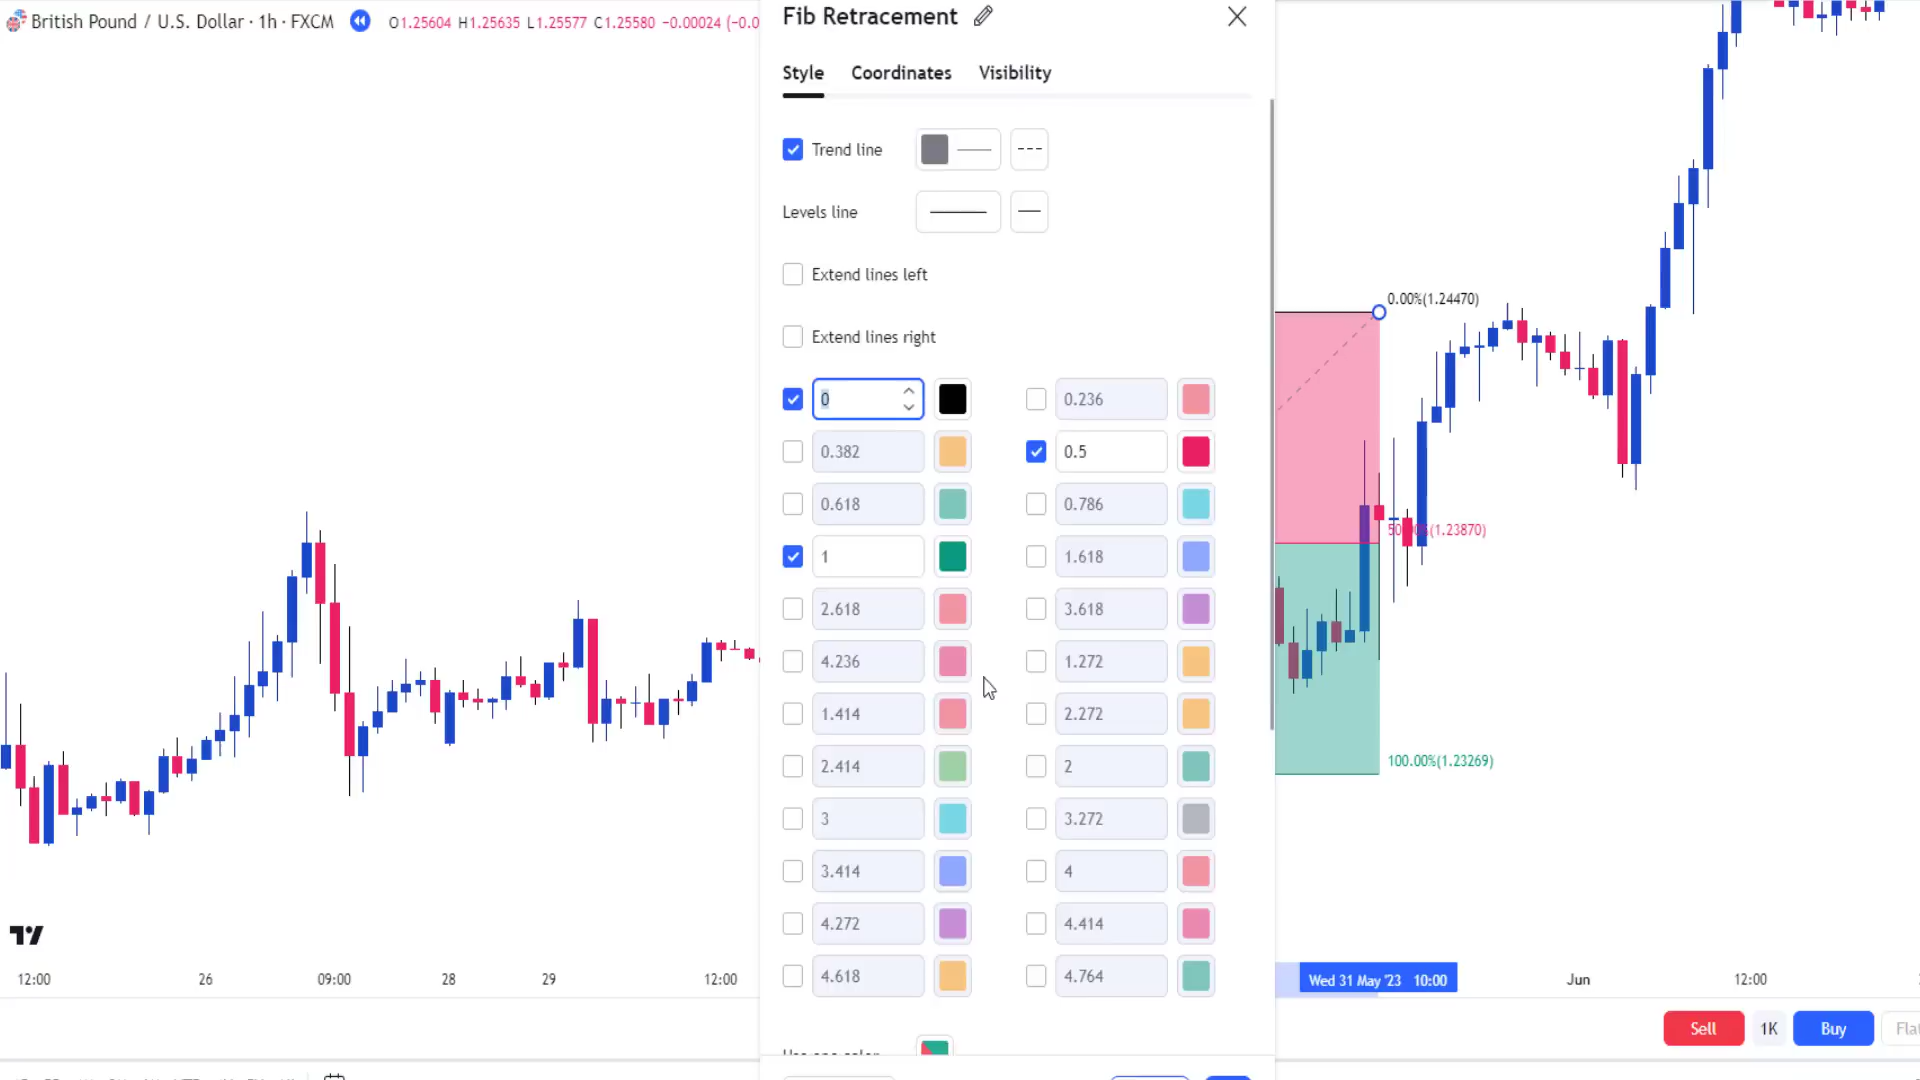 British Pound / U.S. Dollar · 1h · FXCM
O1.25604 H1.25635 L1.25577 C1.25580 −0.00024 (−0.0
Fib Retracement
Style Coordinates Visibility
Trend line
Levels line
Extend lines left
Extend lines right
0 0.236
0.382 0.5
0.618 0.786
1 1.618
2.618 3.618
4.236 1.272
1.414 2.272
2.414 2
3 3.272
3.414 4
4.272 4.414
4.618 4.764
0.00%(1.24470)
(1.23870)
100.00%(1.23269)
12:00 26 09:00 28 29 12:00
Wed 31 May '23 10:00
Jun 12:00
Sell 1K Buy Fla